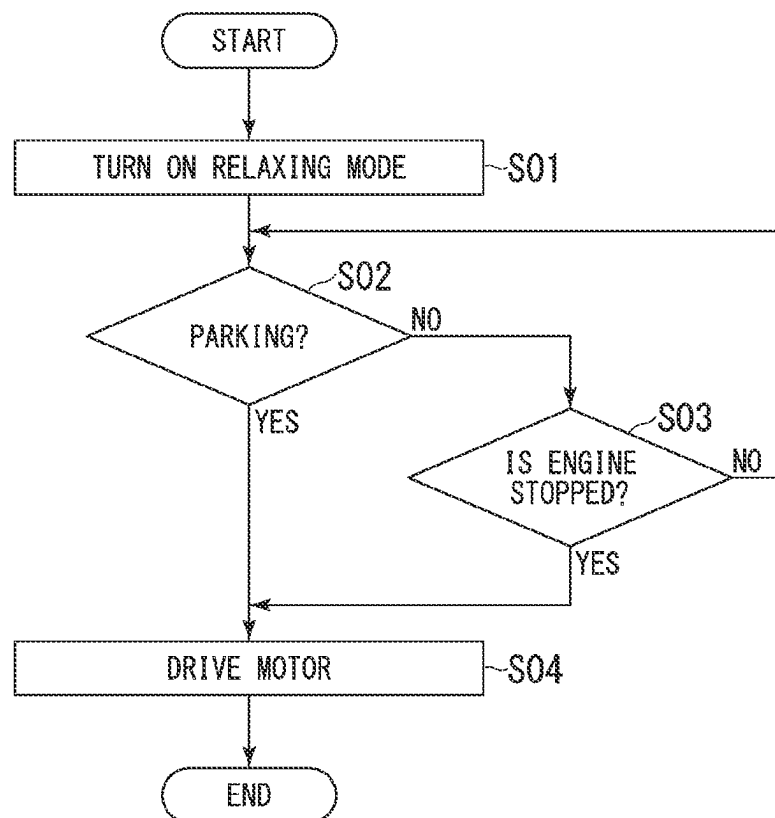 START
TURN ON RELAXING MODE
S01
S02
PARKING?
NO
YES
S03
IS ENGINE
STOPPED?
NO
YES
DRIVE MOTOR
S04
END